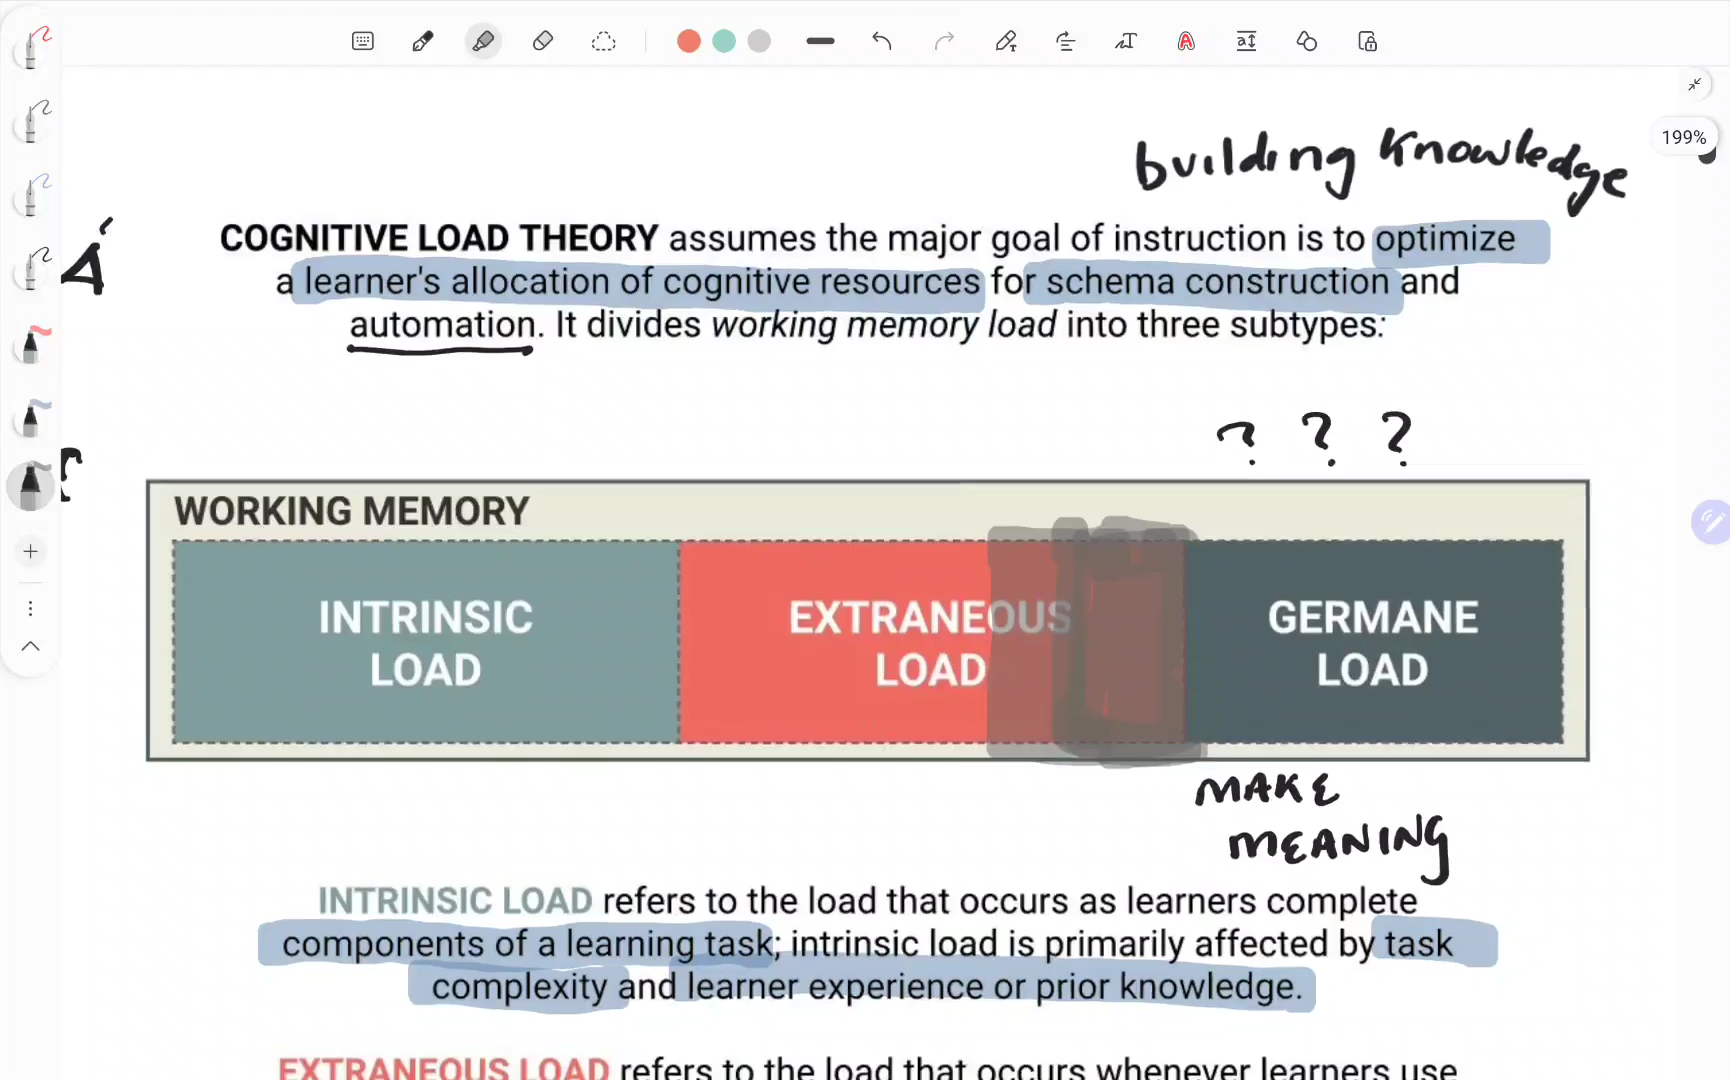 199%
building Knowledge
COGNITIVE LOAD THEORY assumes the major goal of instruction is to optimize
a learner's allocation of cognitive resources for schema construction and
automation. It divides working memory load into three subtypes:
? ? ?
WORKING MEMORY
INTRINSIC
LOAD
EXTRANEOUS
LOAD
GERMANE
LOAD
MAKE
MEANING
INTRINSIC LOAD refers to the load that occurs as learners complete
components of a learning task; intrinsic load is primarily affected by task
complexity and learner experience or prior knowledge.
EXTRANEOUS LOAD refers to the load that occurs whenever learners use